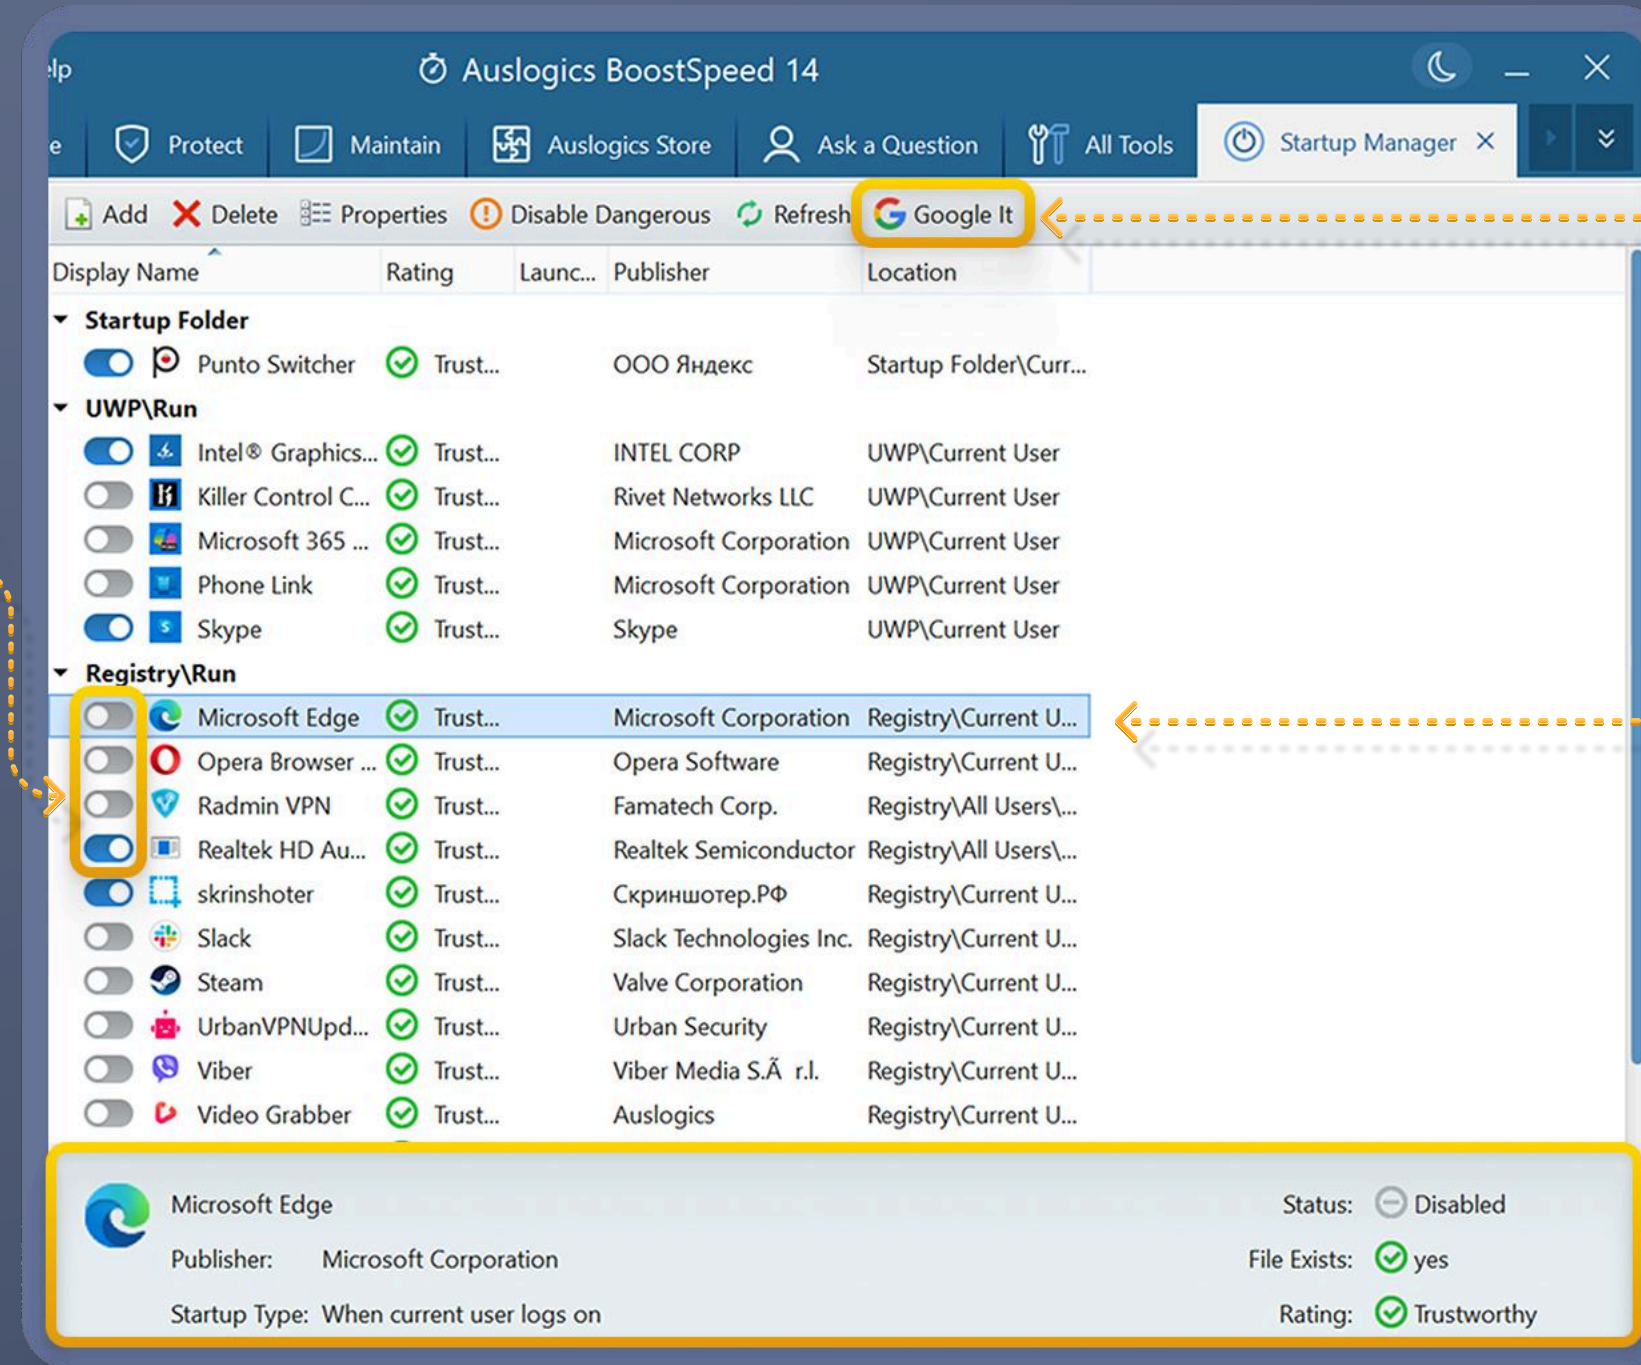 elp
Auslogics BoostSpeed 14
e Protect Maintain Auslogics Store Ask a Question All Tools Startup Manager
Add Delete Properties Disable Dangerous Refresh Google It
Display Name Rating Launc... Publisher Location
Startup Folder
Punto Switcher Trust... ООО Яндекс Startup Folder\Curr...
UWP\Run
Intel® Graphics... Trust... INTEL CORP UWP\Current User
Killer Control C... Trust... Rivet Networks LLC UWP\Current User
Microsoft 365 ... Trust... Microsoft Corporation UWP\Current User
Phone Link Trust... Microsoft Corporation UWP\Current User
Skype Trust... Skype UWP\Current User
Registry\Run
Microsoft Edge Trust... Microsoft Corporation Registry\Current U...
Opera Browser ... Trust... Opera Software Registry\Current U...
Radmin VPN Trust... Famatech Corp. Registry\All Users\...
Realtek HD Au... Trust... Realtek Semiconductor Registry\All Users\...
skrinshoter Trust... Скриншотер.РФ Registry\Current U...
Slack Trust... Slack Technologies Inc. Registry\Current U...
Steam Trust... Valve Corporation Registry\Current U...
UrbanVPNUpd... Trust... Urban Security Registry\Current U...
Viber Trust... Viber Media S.Ã r.l. Registry\Current U...
Video Grabber Trust... Auslogics Registry\Current U...
Microsoft Edge Status: Disabled
Publisher: Microsoft Corporation File Exists: yes
Startup Type: When current user logs on Rating: Trustworthy